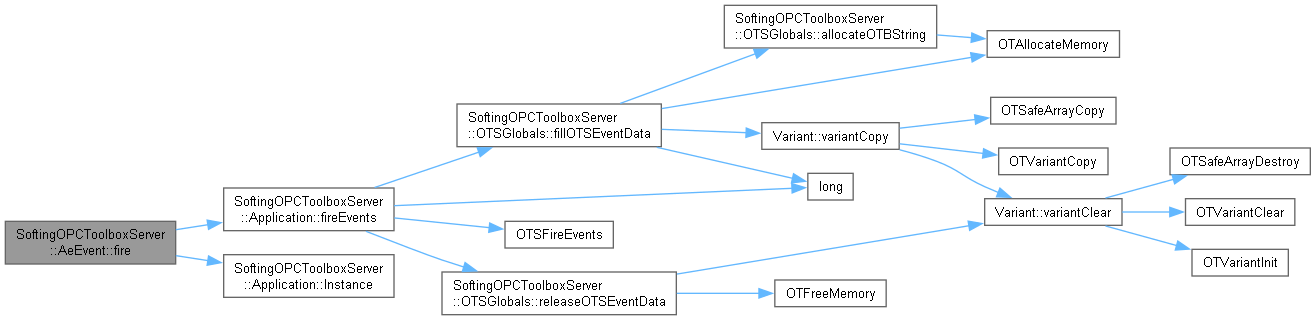 SoftingOPCToolboxServer
::AeEvent::fire
SoftingOPCToolboxServer
::Application::fireEvents
SoftingOPCToolboxServer
::Application::Instance
SoftingOPCToolboxServer
::OTSGlobals::fillOTSEventData
OTSFireEvents
SoftingOPCToolboxServer
::OTSGlobals::releaseOTSEventData
SoftingOPCToolboxServer
::OTSGlobals::allocateOTBString
Variant::variantCopy
long
OTFreeMemory
OTAllocateMemory
OTSafeArrayCopy
OTVariantCopy
Variant::variantClear
OTSafeArrayDestroy
OTVariantClear
OTVariantInit